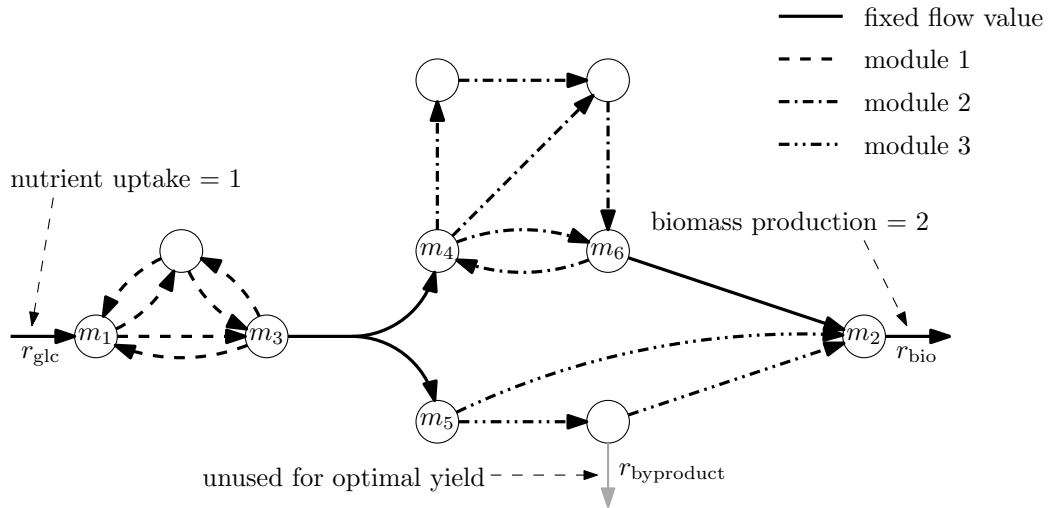 fixed flow value
module 1
module 2
module 3
nutrient uptake = 1
biomass production = 2
m₄
m₆
m₁
m₃
m₂
r_glc
r_bio
m₅
unused for optimal yield
r_byproduct